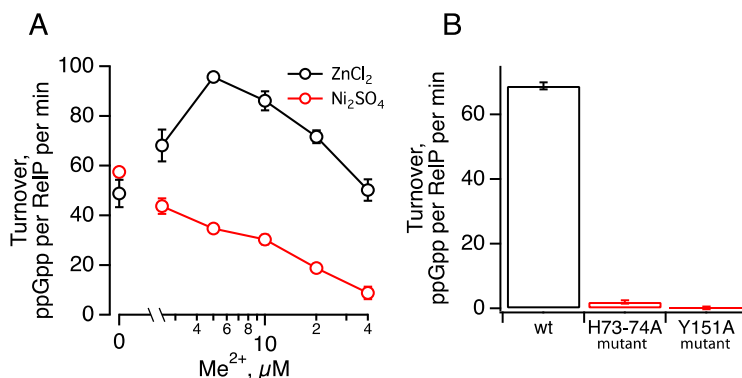 A
Turnover,
ppGpp per RelP per min
100
80
60
40
20
0
ZnCl₂
Ni₂SO₄
0
4
6
8
10
2
4
Me²⁺, µM
B
Turnover,
ppGpp per RelP per min
60
40
20
0
wt
H73-74A
mutant
Y151A
mutant